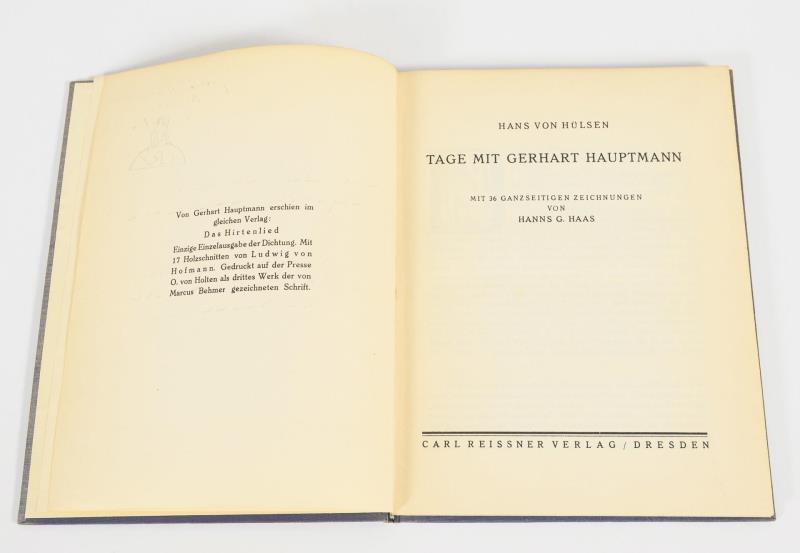 Von Gerhart Hauptmann erschien im
gleichen Verlag:
Das Hirtenlied
Einzige Einzelausgabe der Dichtung. Mit
17 Holzschnitten von Ludwig von
Hofmann. Gedruckt auf der Presse
O. von Holten als drittes Werk der von
Marcus Behmer gezeichneten Schrift.
HANS VON HÜLSEN
TAGE MIT GERHART HAUPTMANN
MIT 36 GANZSEITIGEN ZEICHNUNGEN
VON
HANNS G. HAAS
CARL REISSNER VERLAG / DRESDEN